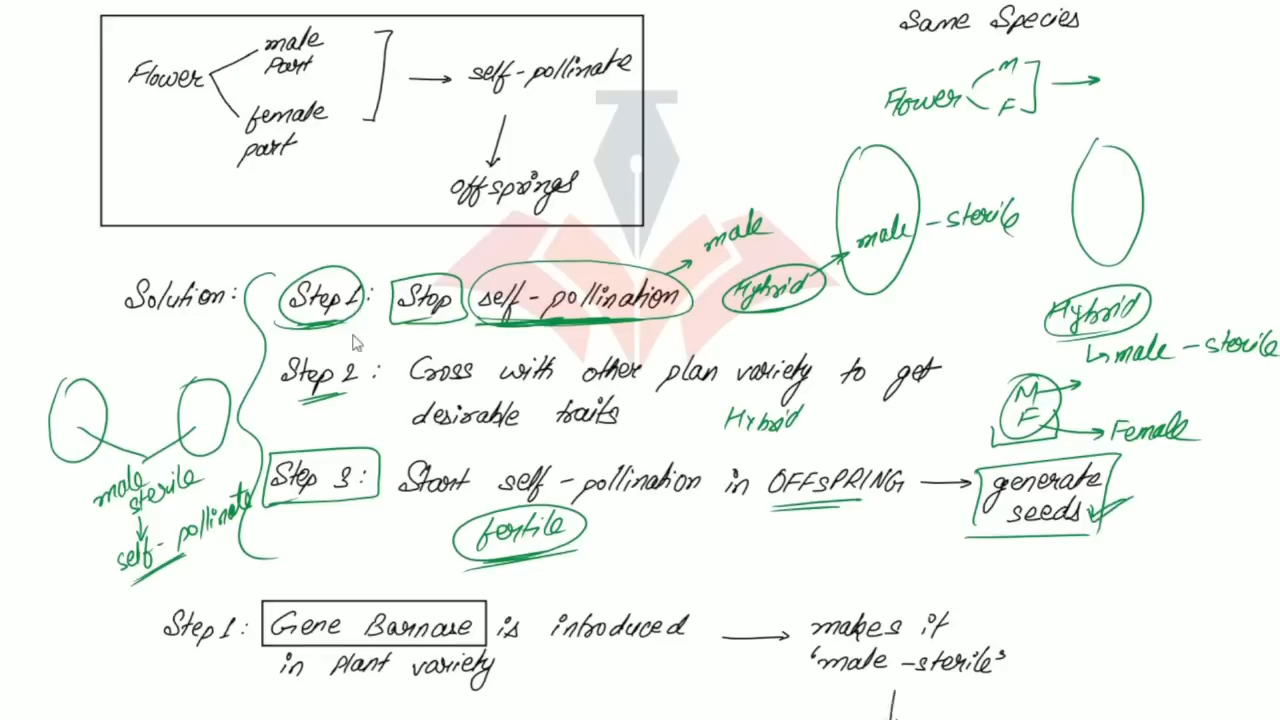 Same Species
Flower
male
part
female
part
self-pollinate
offsprings
Flower
M
F
male
male - sterile
Hybrid
Hybrid
male - sterile
Solution:
Step 1: Stop self-pollination
Step 2: Cross with other plan variety to get
desirable traits
Hybrid
M
F
Female
male
sterile
self-pollinate
Step 3: Start self-pollination in OFFSPRING
generate
seeds
fertile
Step 1: Gene Barnase is introduced
in plant variety
makes it
'male-sterile'